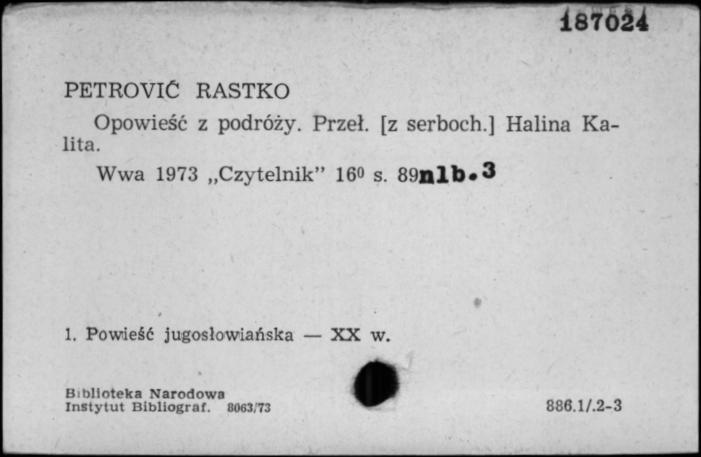 187024
PETROVIĆ RASTKO
Opowieść z podróży. Przeł. [z serboch.] Halina Ka-
lita.
Wwa 1973 „Czytelnik” 16⁰ s. 89nlb.3
1. Powieść jugosłowiańska — XX w.
Biblioteka Narodowa
Instytut Bibliograf. 8063/73
886.1/.2-3